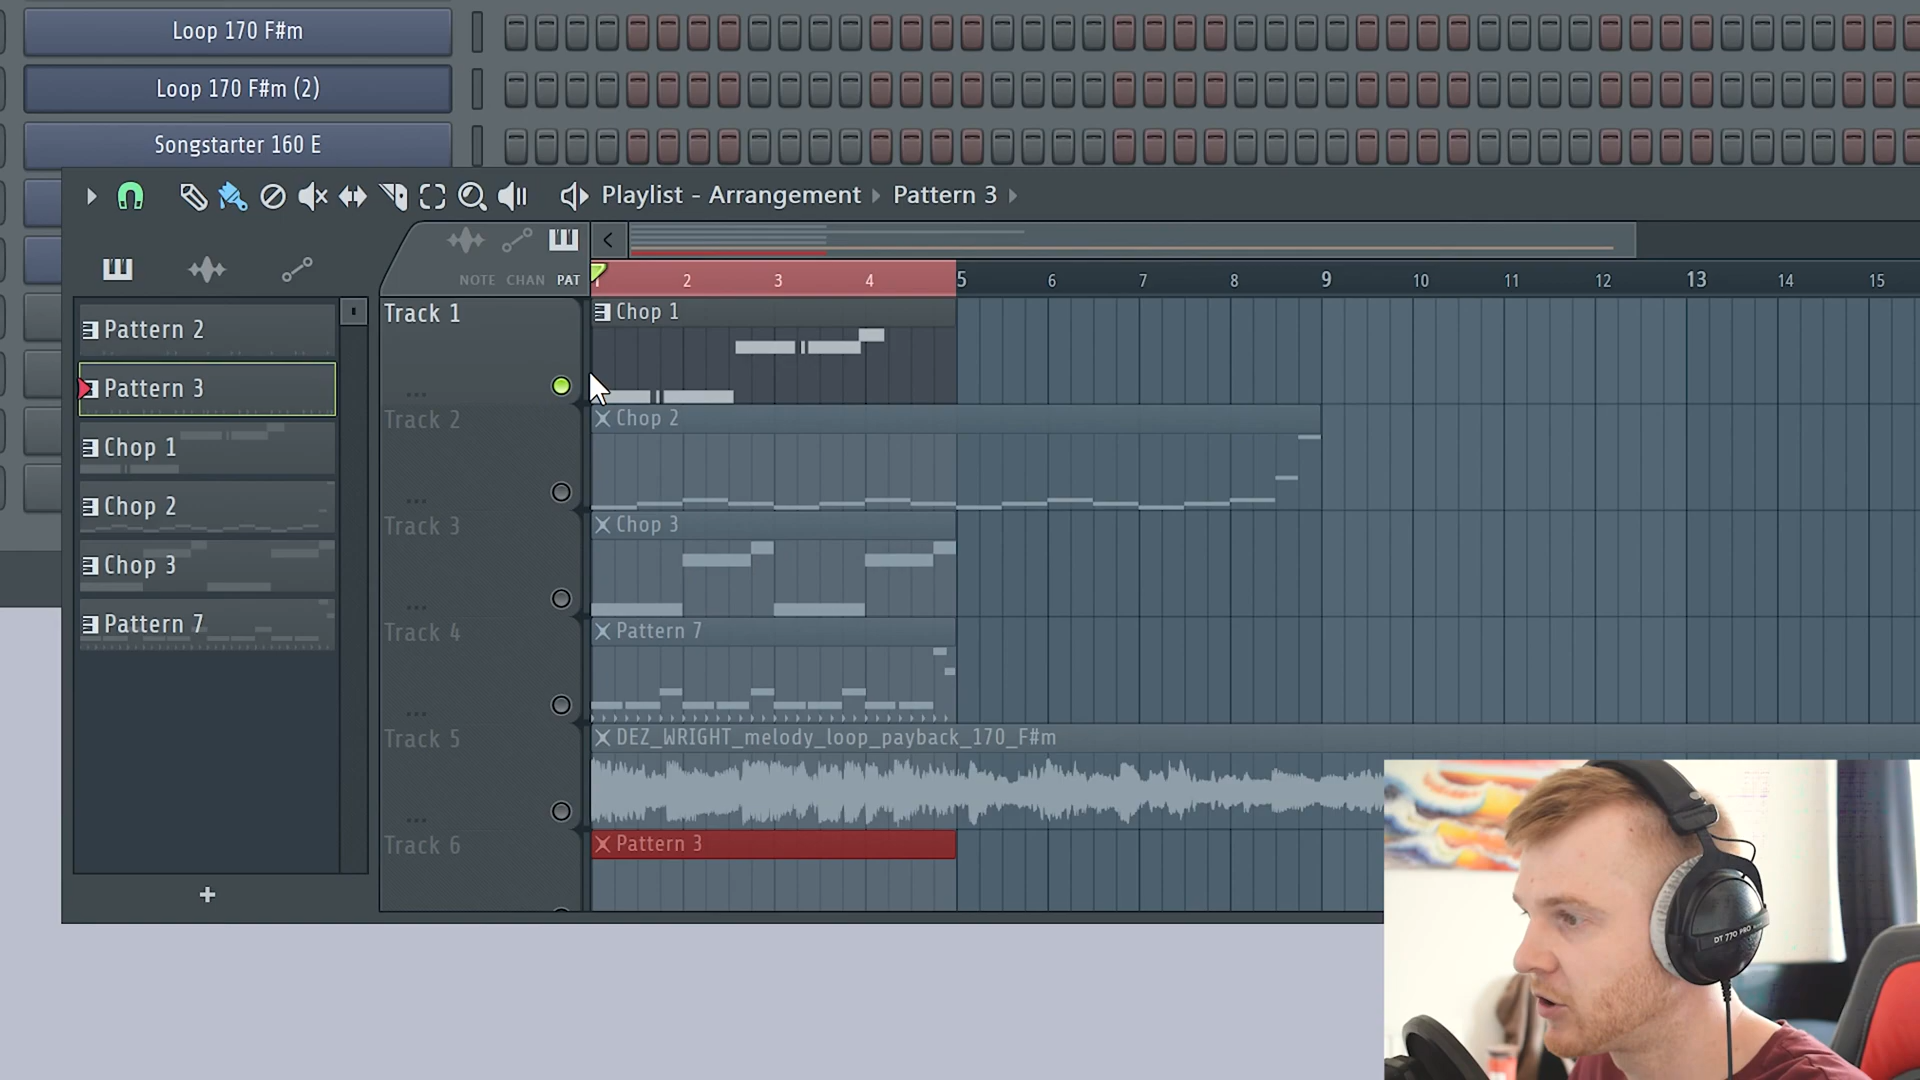 Loop 170 F#m
Loop 170 F#m (2)
Songstarter 160 E
Playlist - Arrangement Pattern 3
NOTE CHAN PAT
1 2 3 4 5 6 7 8 9 10 11 12 13 14 15
Pattern 2
Pattern 3
Chop 1
Chop 2
Chop 3
Pattern 7
+
Track 1
Chop 1
Track 2
Chop 2
Track 3
Chop 3
Track 4
Pattern 7
Track 5
DEZ_WRIGHT_melody_loop_payback_170_F#m
Track 6
Pattern 3
DT 770 PRO